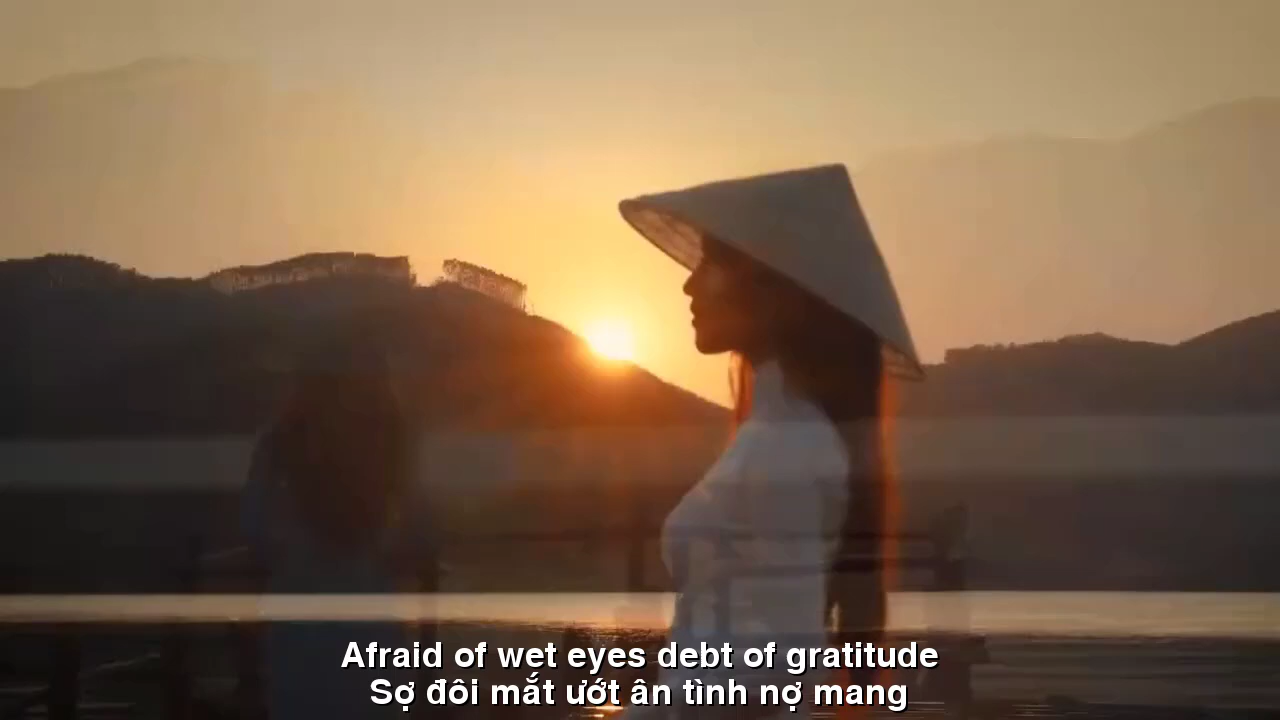 Afraid of wet eyes debt of gratitude
Sợ đôi mắt ướt ân tình nợ mang